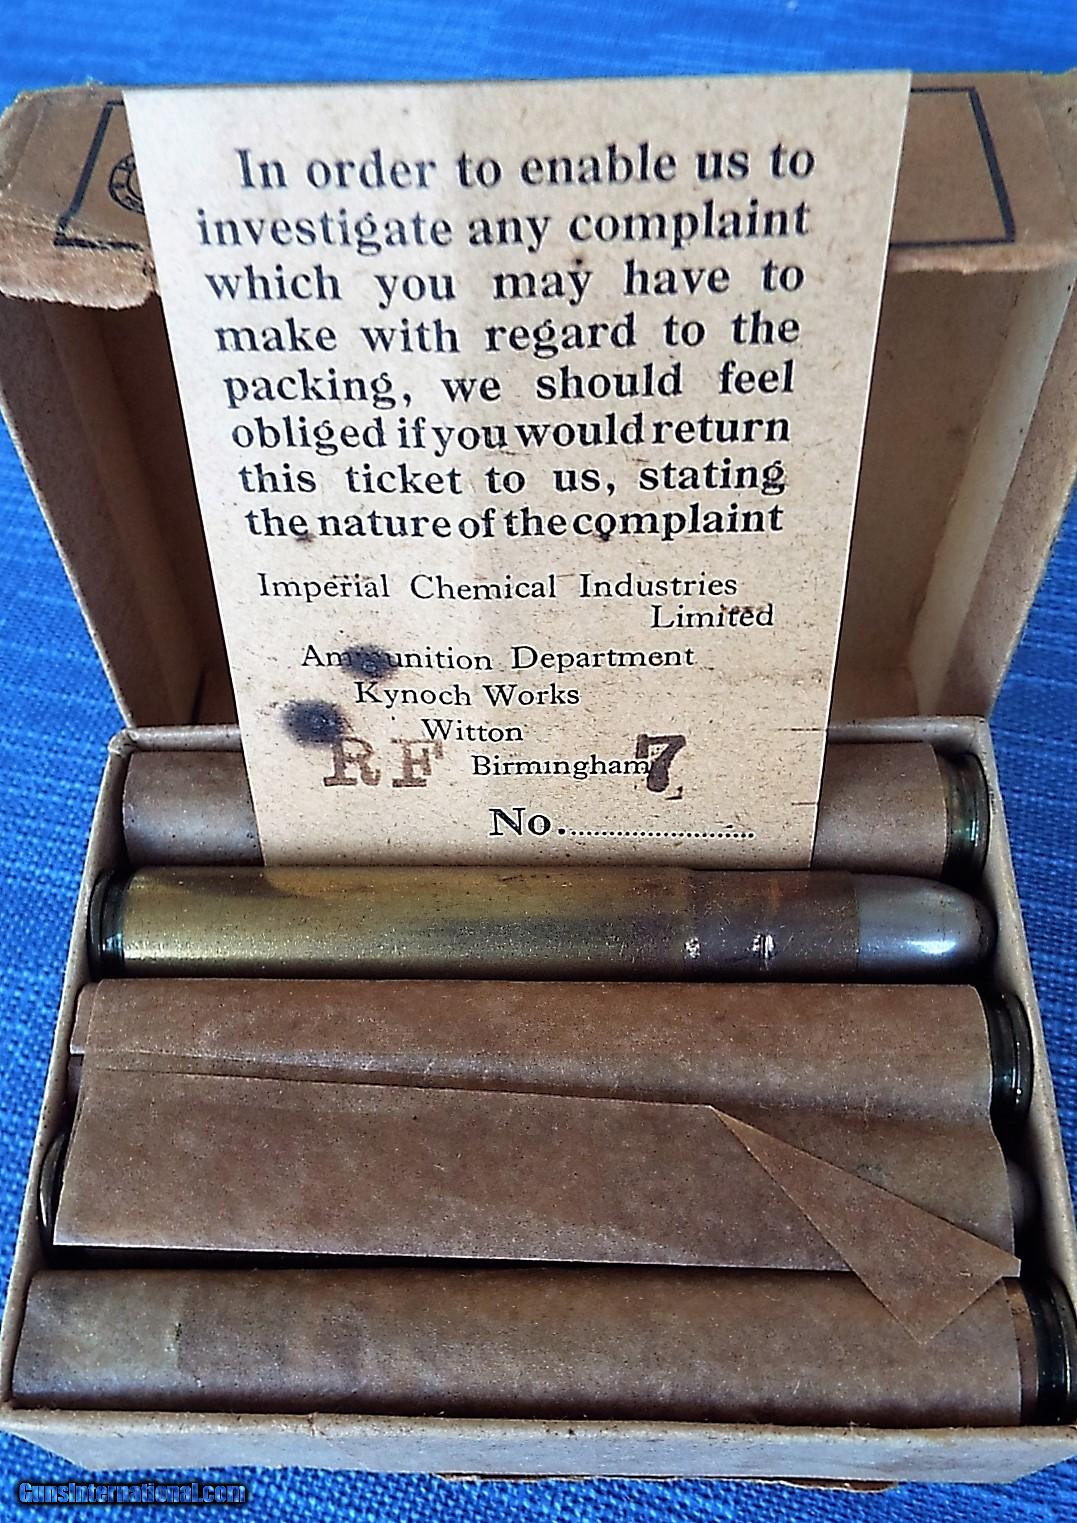 In order to enable us to
investigate any complaint
which you may have to
make with regard to the
packing, we should feel
obliged if you would return
this ticket to us, stating
the nature of the complaint
Imperial Chemical Industries
Limited
Ammunition Department
Kynoch Works
Witton
RF Birmingham 7
No.
GunsInternational.com